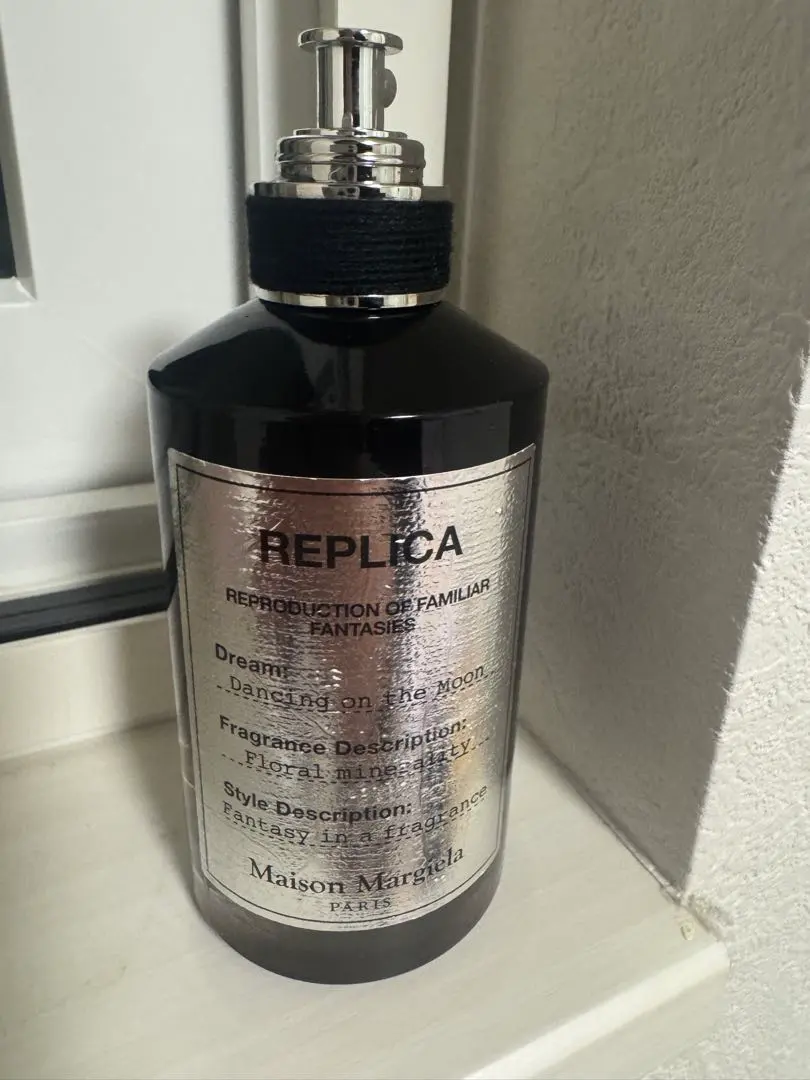 REPLICA
REPRODUCTION OF FAMILIAR
FANTASIES
Dream:
Dancing on the Moon
Fragrance Description:
Floral minerality
Style Description:
Fantasy in a fragrance
Maison Margiela
PARIS